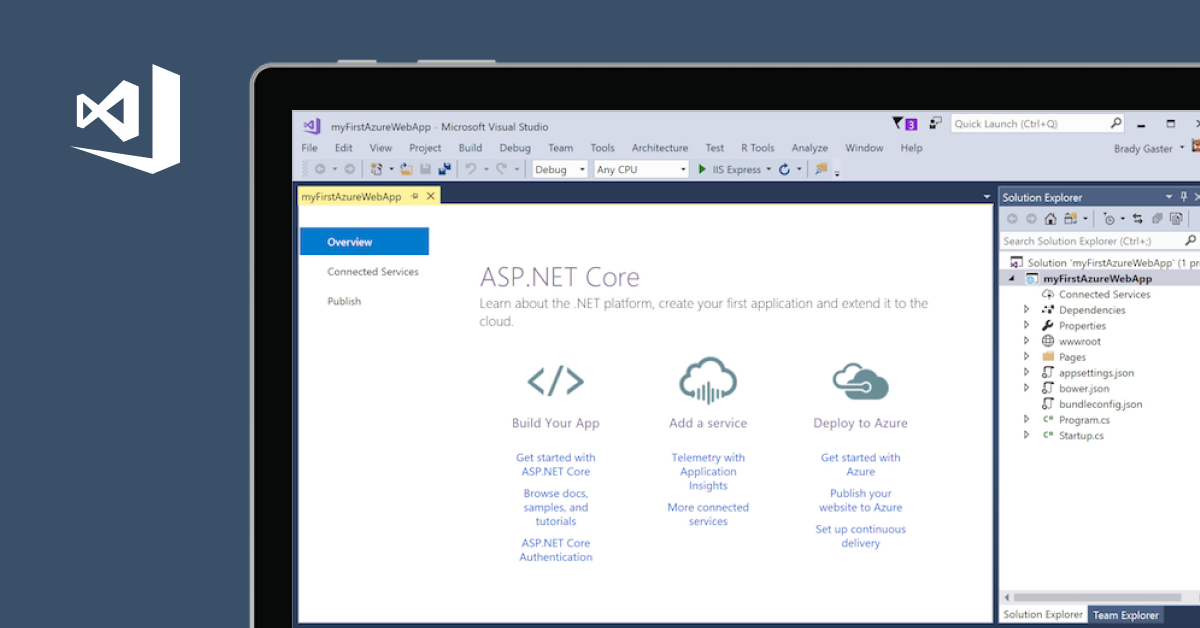 myFirstAzureWebApp - Microsoft Visual Studio
3
Quick Launch (Ctrl+Q)
File Edit View Project Build Debug Team Tools Architecture Test R Tools Analyze Window Help
Brady Gaster
Debug Any CPU IIS Express
myFirstAzureWebApp
Overview
Connected Services
Publish
ASP.NET Core
Learn about the .NET platform, create your first application and extend it to the
cloud.
Build Your App
Get started with
ASP.NET Core
Browse docs,
samples, and
tutorials
ASP.NET Core
Authentication
Add a service
Telemetry with
Application
Insights
More connected
services
Deploy to Azure
Get started with
Azure
Publish your
website to Azure
Set up continuous
delivery
Solution Explorer
Search Solution Explorer (Ctrl+;)
Solution 'myFirstAzureWebApp' (1 pr
myFirstAzureWebApp
Connected Services
Dependencies
Properties
wwwroot
Pages
appsettings.json
bower.json
bundleconfig.json
C# Program.cs
C# Startup.cs
Solution Explorer Team Explorer